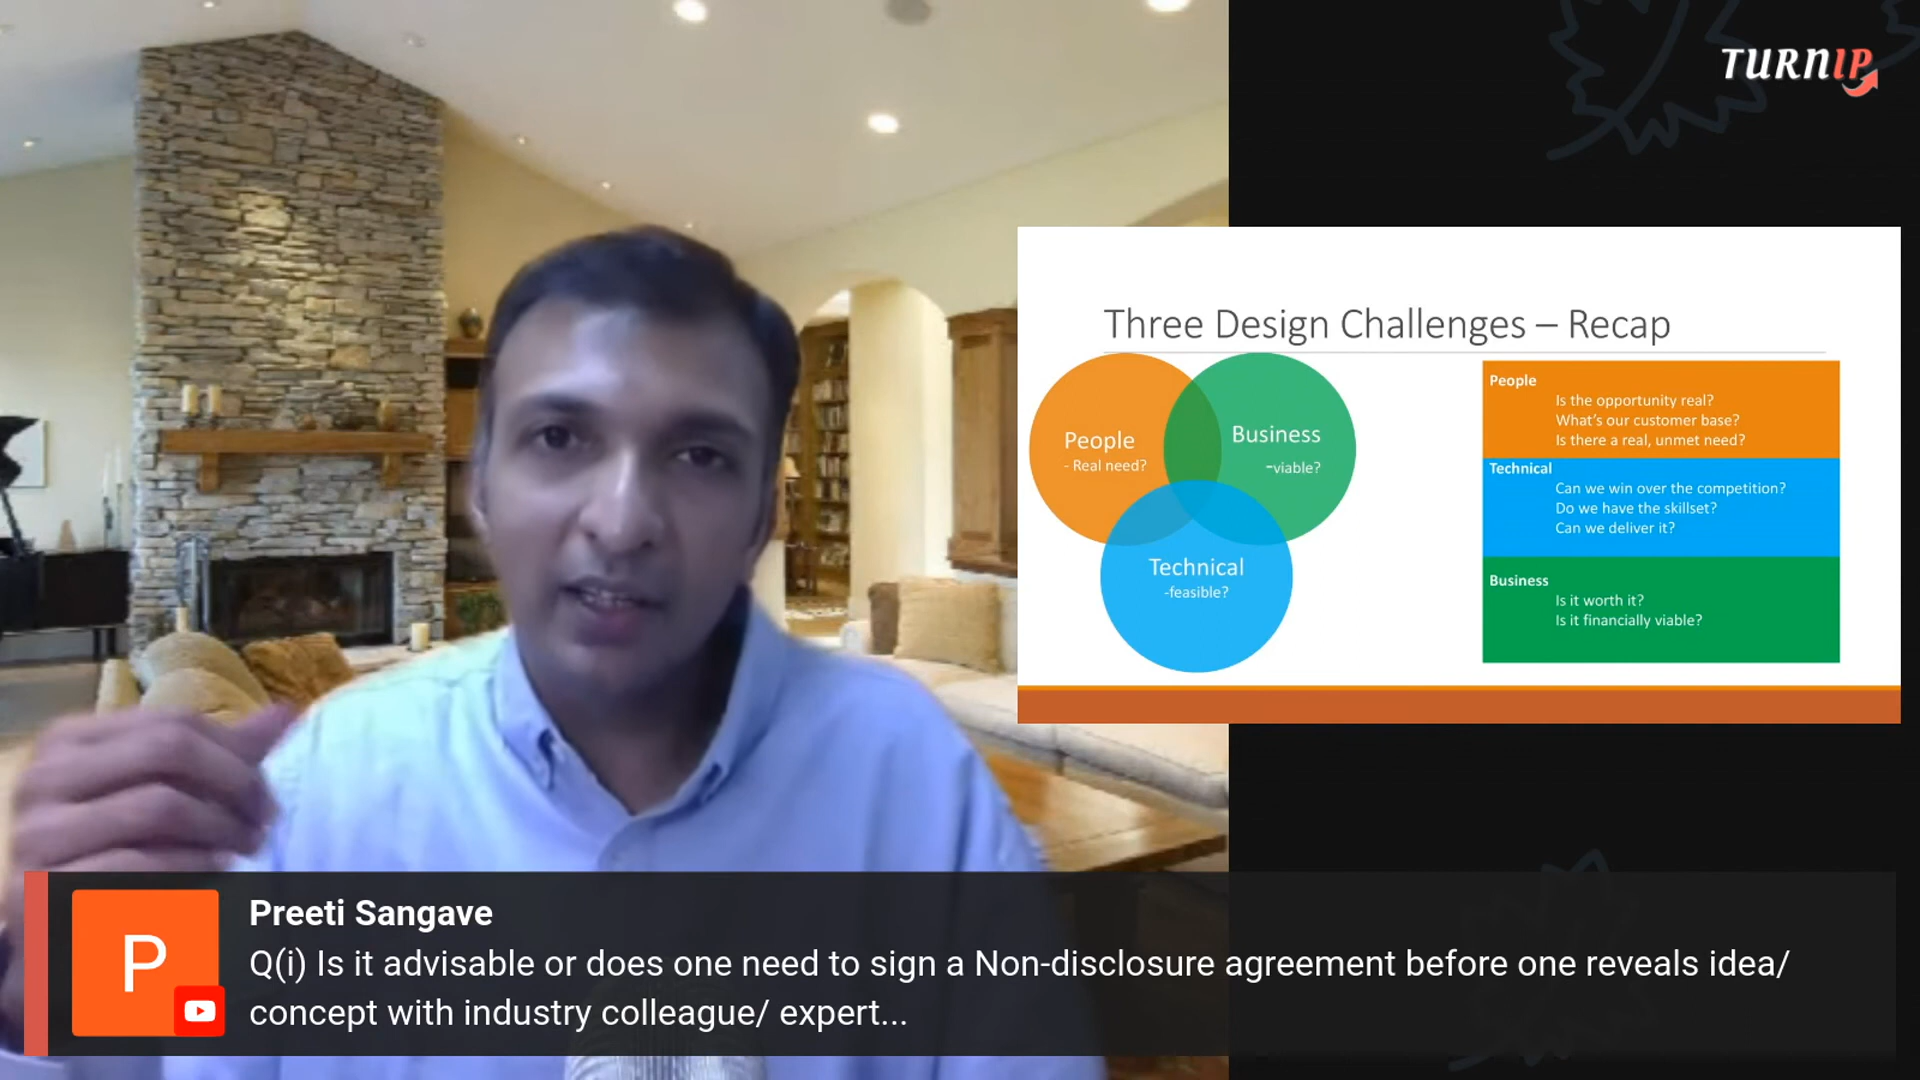 TURNIP
Three Design Challenges – Recap
People
- Real need?
Business
-viable?
Technical
-feasible?
People
Is the opportunity real?
What's our customer base?
Is there a real, unmet need?
Technical
Can we win over the competition?
Do we have the skillset?
Can we deliver it?
Business
Is it worth it?
Is it financially viable?
P
Preeti Sangave
Q(i) Is it advisable or does one need to sign a Non-disclosure agreement before one reveals idea/
concept with industry colleague/ expert...